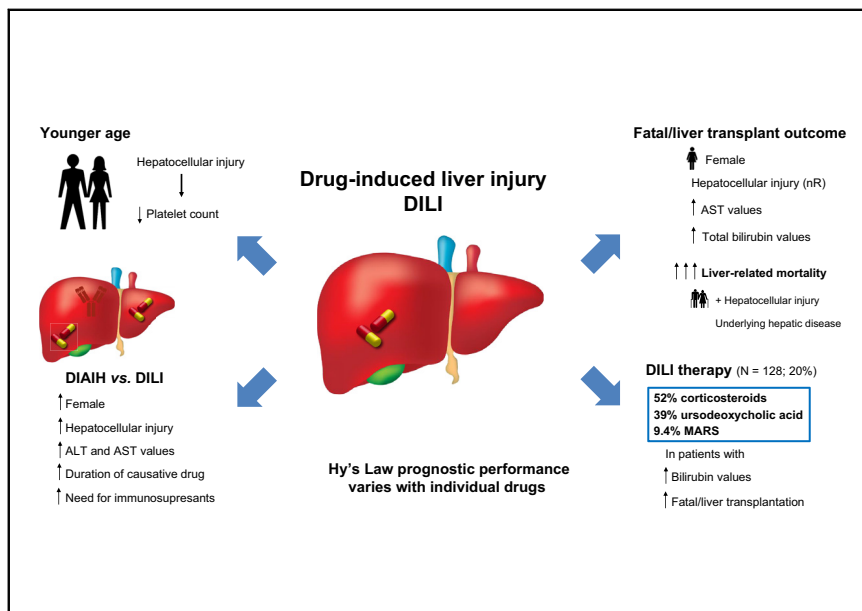 Younger age
Hepatocellular injury
↓
↓ Platelet count
DIAIH vs. DILI
↑ Female
↑ Hepatocellular injury
↑ ALT and AST values
↑ Duration of causative drug
↑ Need for immunosupresants
Drug-induced liver injury
DILI
Hy's Law prognostic performance
varies with individual drugs
Fatal/liver transplant outcome
Female
Hepatocellular injury (nR)
↑ AST values
↑ Total bilirubin values
↑↑↑ Liver-related mortality
+ Hepatocellular injury
Underlying hepatic disease
DILI therapy (N = 128; 20%)
52% corticosteroids
39% ursodeoxycholic acid
9.4% MARS
In patients with
↑ Bilirubin values
↑ Fatal/liver transplantation